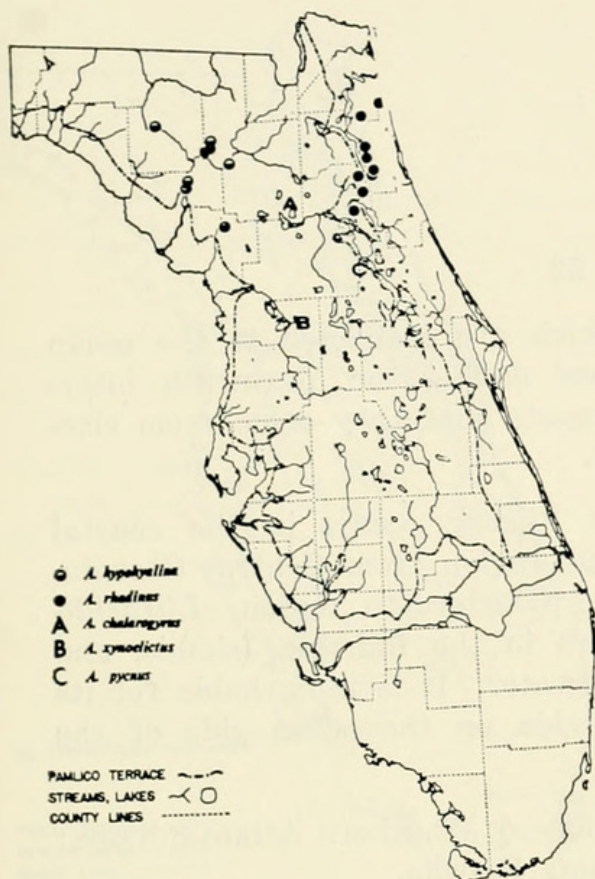 A
A
C
B
A. hypohyalina
A. rhadinus
A A. chalarogyrus
B A. xynoelictus
C A. pycnus
PAMLICO TERRACE
STREAMS, LAKES
COUNTY LINES